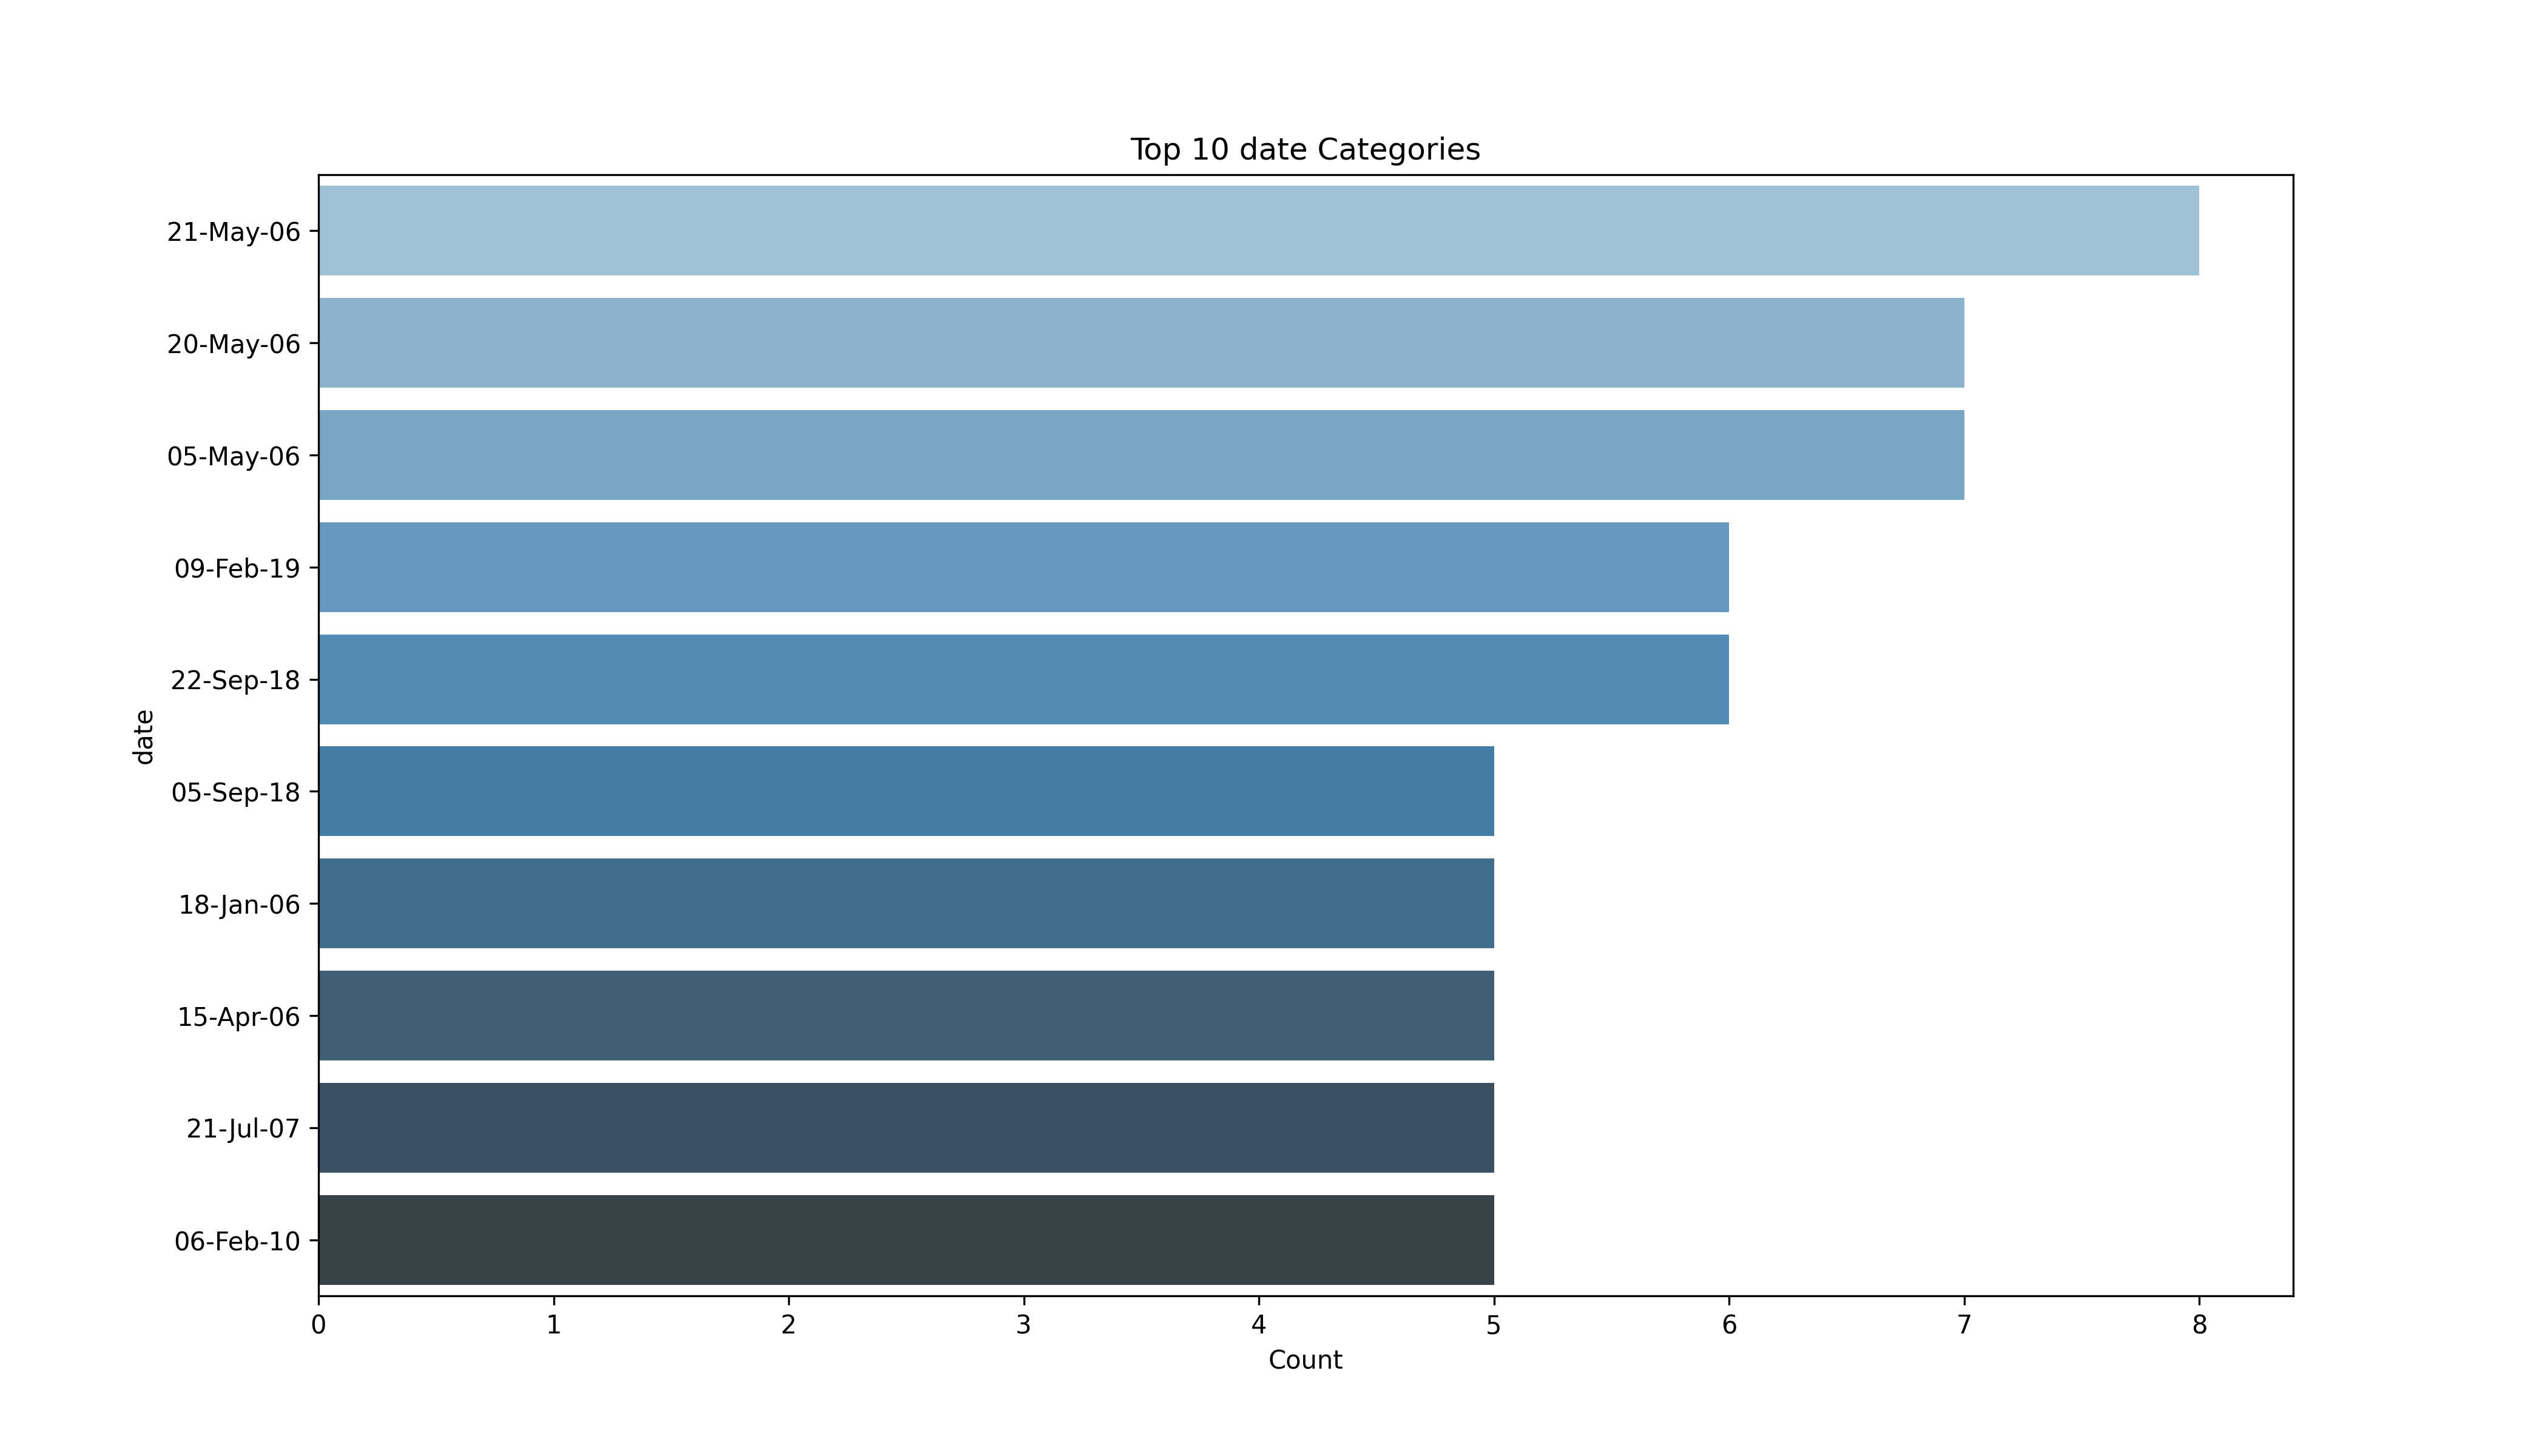 Top 10 date Categories
21-May-06
20-May-06
05-May-06
09-Feb-19
22-Sep-18
05-Sep-18
18-Jan-06
15-Apr-06
21-Jul-07
06-Feb-10
date
0 1 2 3 4 5 6 7 8
Count